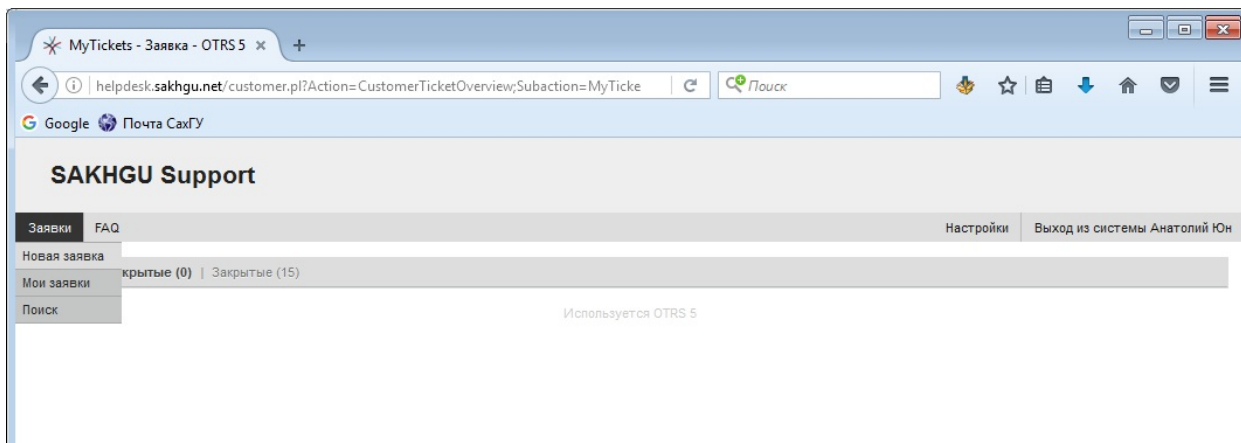 MyTickets - Заявка - OTRS 5
helpdesk.sakhgu.net/customer.pl?Action=CustomerTicketOverview;Subaction=MyTicke
Поиск
Google Почта СахГУ
SAKHGU Support
Заявки FAQ Настройки Выход из системы Анатолий Юн
Новая заявка
крытые (0) | Закрытые (15)
Мои заявки
Поиск
Используется OTRS 5